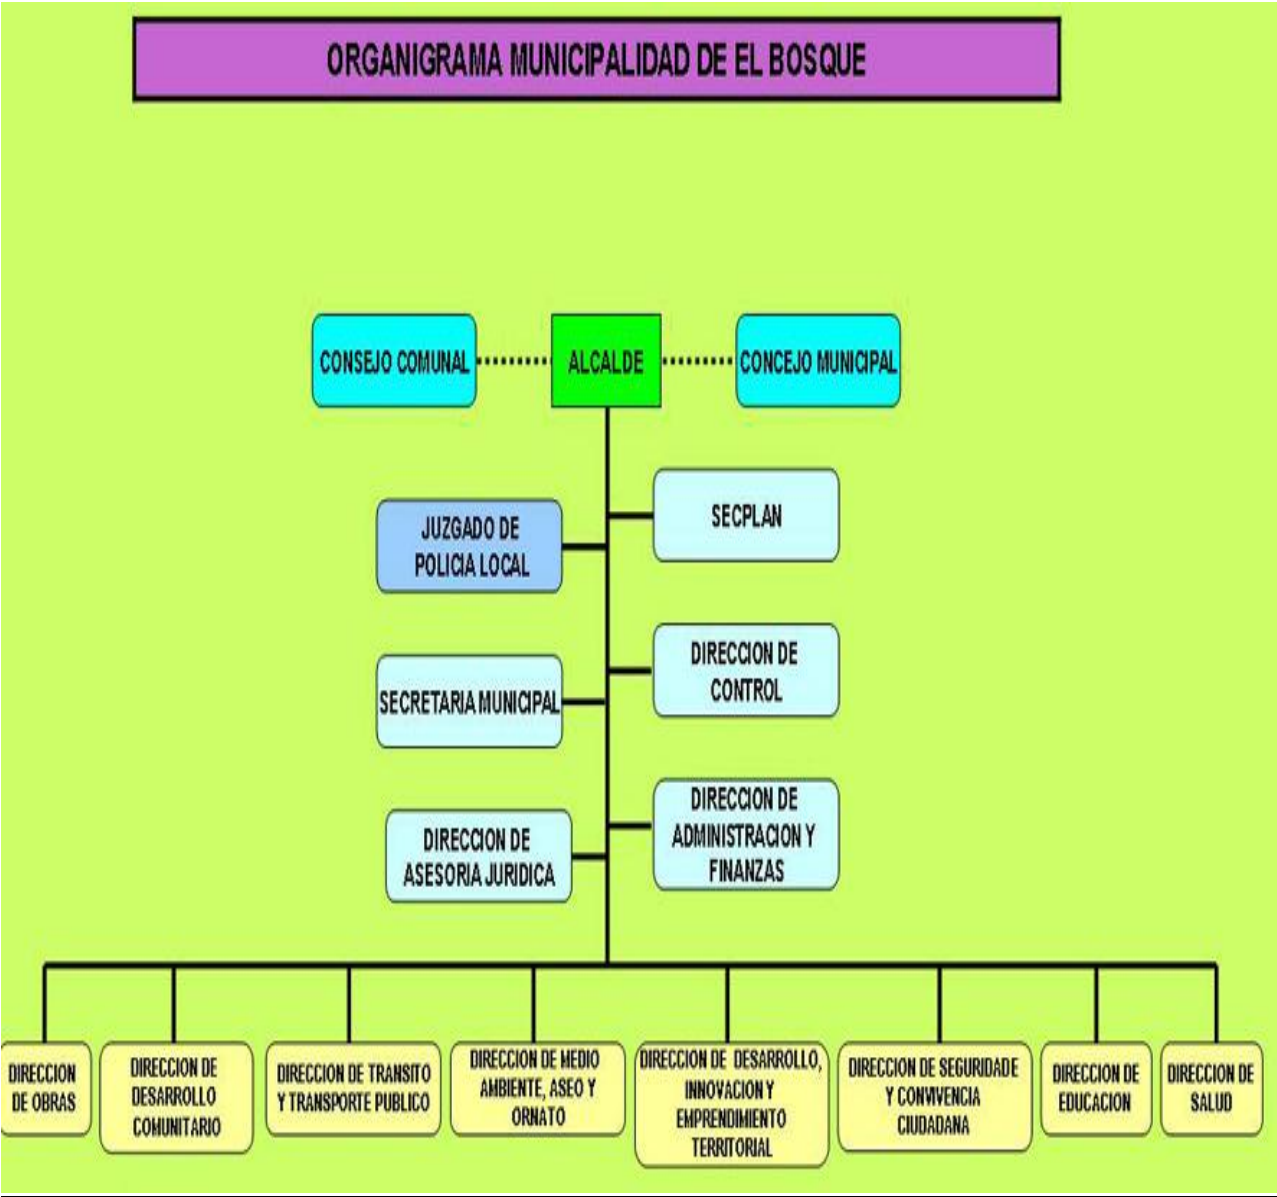 ORGANIGRAMA MUNICIPALIDAD DE EL BOSQUE
CONSEJO COMUNAL
ALCALDE
CONCEJO MUNICIPAL
SECPLAN
JUZGADO DE
POLICIA LOCAL
DIRECCION DE
CONTROL
SECRETARIA MUNICIPAL
DIRECCION DE
ADMINISTRACION Y
FINANZAS
DIRECCION DE
ASESORIA JURIDICA
DIRECCION
DE OBRAS
DIRECCION DE
DESARROLLO
COMUNITARIO
DIRECCION DE TRANSITO
Y TRANSPORTE PUBLICO
DIRECCION DE MEDIO
AMBIENTE, ASEO Y
ORNATO
DIRECCION DE DESARROLLO,
INNOVACION Y
EMPRENDIMIENTO
TERRITORIAL
DIRECCION DE SEGURIDADE
Y CONVIVENCIA
CIUDADANA
DIRECCION DE
EDUCACION
DIRECCION DE
SALUD